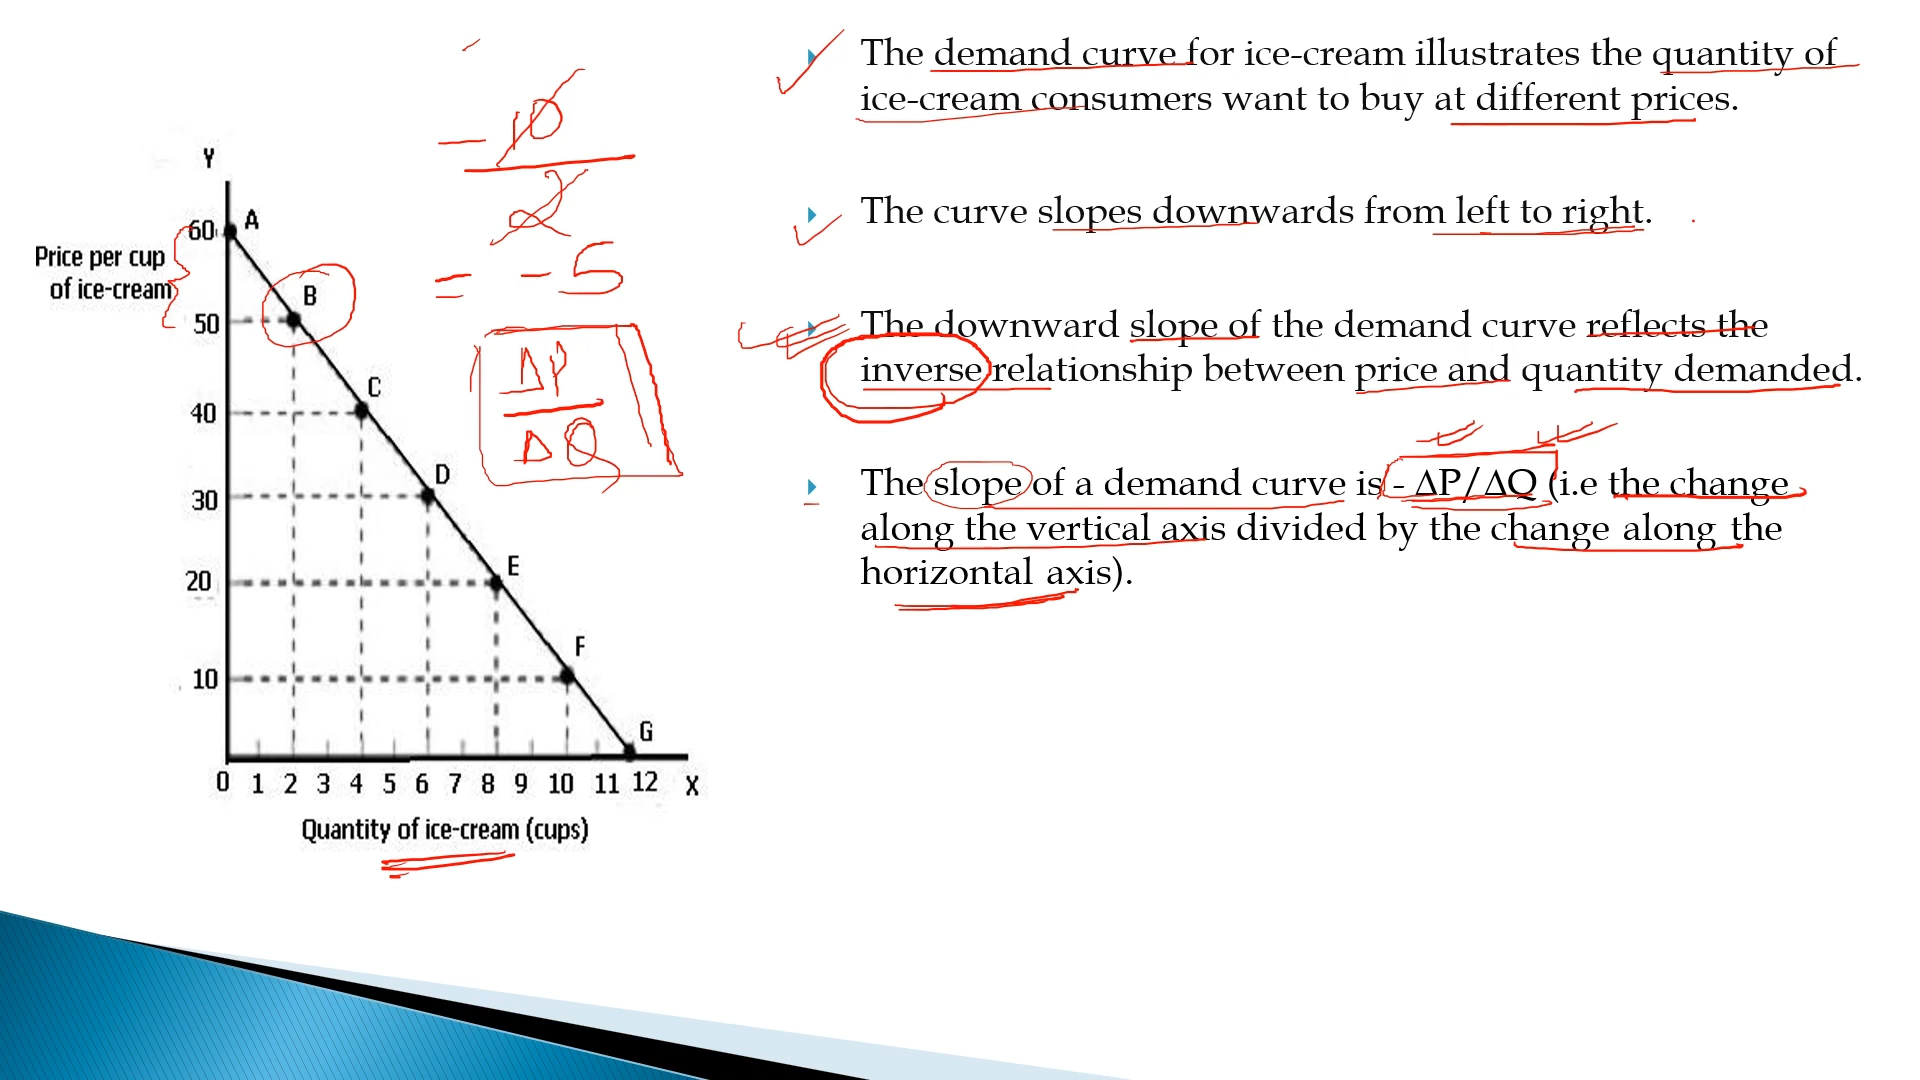 The demand curve for ice-cream illustrates the quantity of
ice-cream consumers want to buy at different prices.
The curve slopes downwards from left to right.
The downward slope of the demand curve reflects the
inverse relationship between price and quantity demanded.
The slope of a demand curve is - ΔP/ΔQ (i.e the change
along the vertical axis divided by the change along the
horizontal axis).
-10
2
= -5
ΔP
ΔQ
Y
60 A
Price per cup
of ice-cream
B
50
C
40
D
30
E
20
F
10
G
0 1 2 3 4 5 6 7 8 9 10 11 12 X
Quantity of ice-cream (cups)